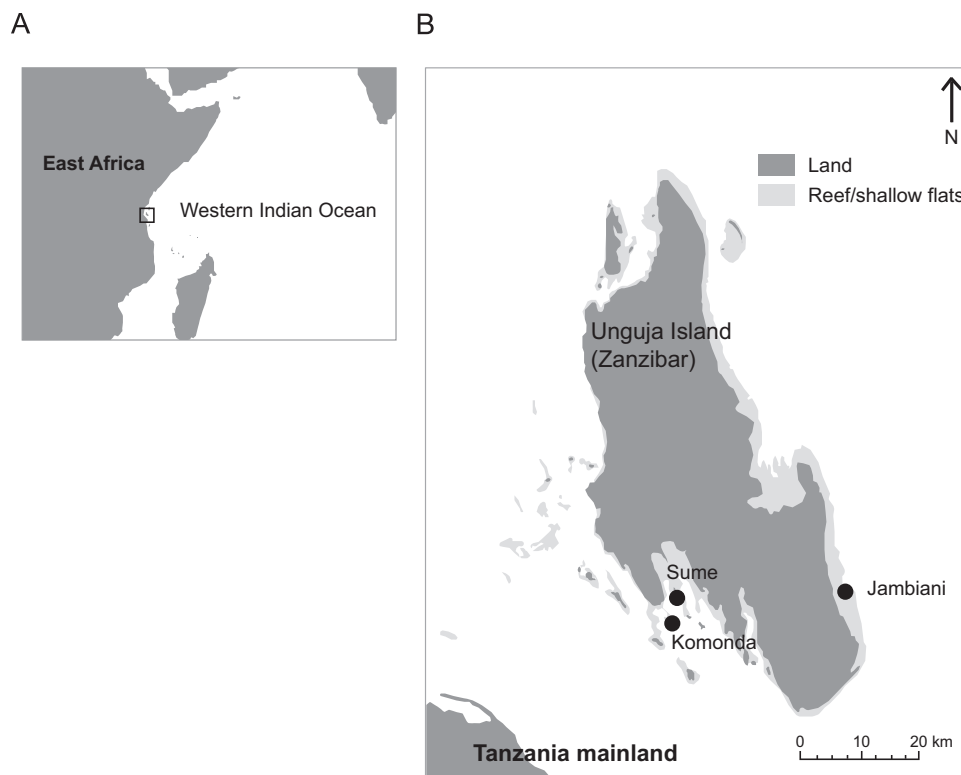 A
East Africa
Western Indian Ocean
B
N
Land
Reef/shallow flats
Unguja Island
(Zanzibar)
Sume
Jambiani
Komonda
Tanzania mainland
0 10 20 km